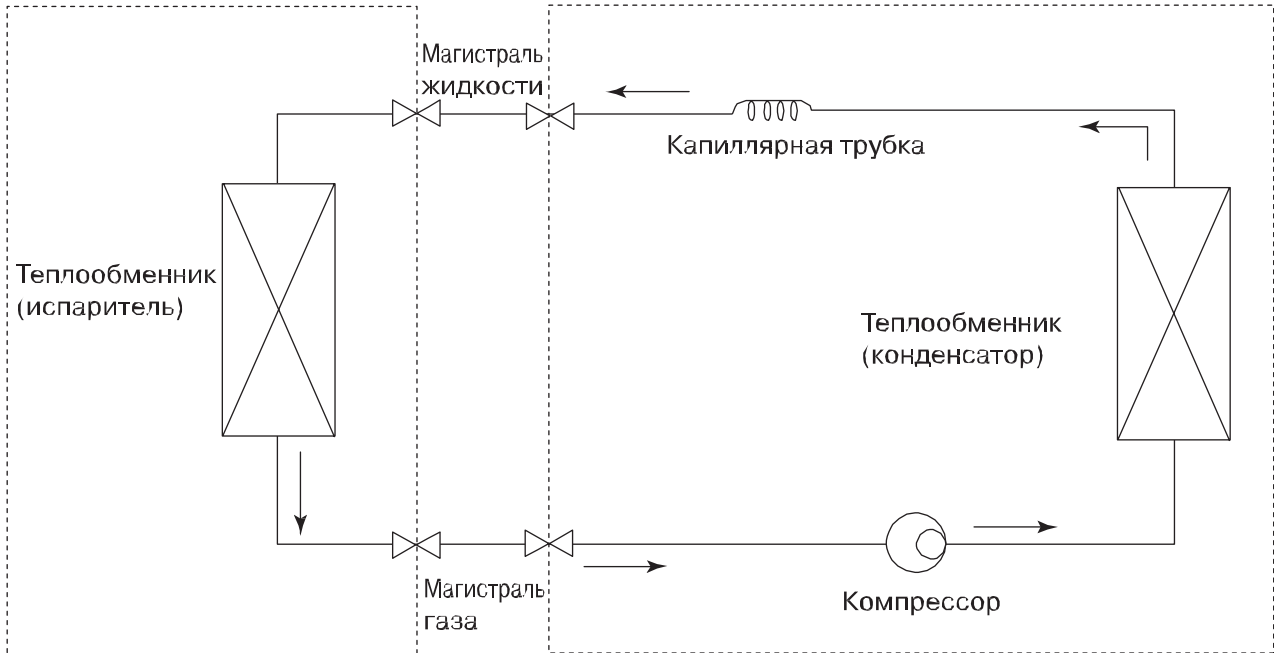 Магистраль
жидкости
Капиллярная трубка
Теплообменник
(испаритель)
Теплообменник
(конденсатор)
Магистраль
газа
Компрессор